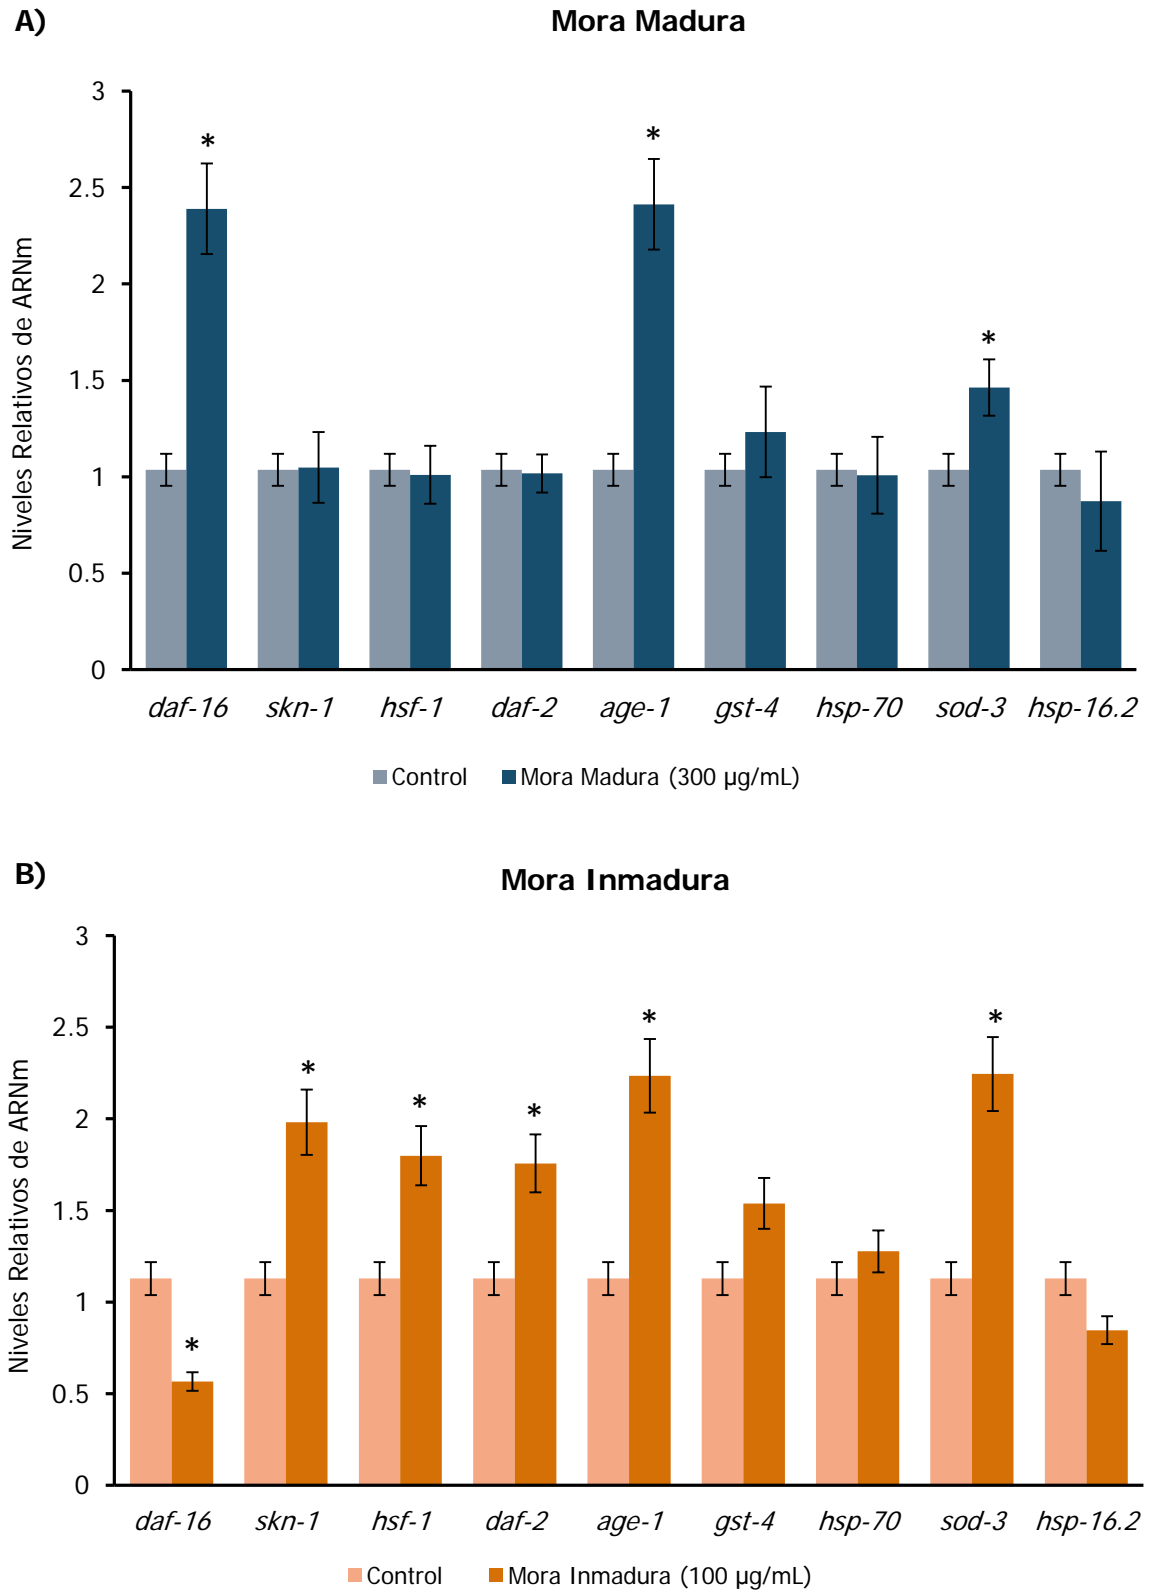 A)
Mora Madura
Niveles Relativos de ARNm
3
2.5
2
1.5
1
0.5
0
*
*
*
daf-16 skn-1 hsf-1 daf-2 age-1 gst-4 hsp-70 sod-3 hsp-16.2
Control Mora Madura (300 µg/mL)
B)
Mora Inmadura
Niveles Relativos de ARNm
3
2.5
2
1.5
1
0.5
0
*
*
*
*
*
*
daf-16 skn-1 hsf-1 daf-2 age-1 gst-4 hsp-70 sod-3 hsp-16.2
Control Mora Inmadura (100 µg/mL)